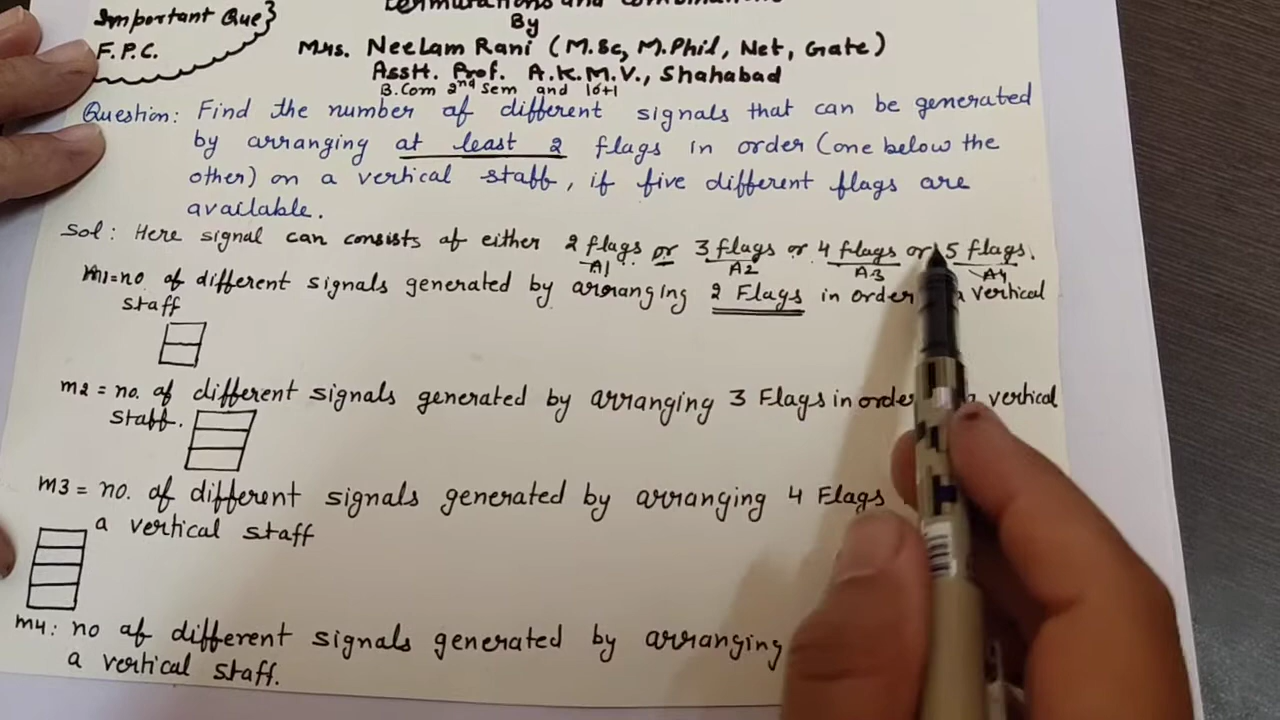 Important Que
F.P.C.
Permutations and Combinations
By
Mrs. Neelam Rani (M.Sc, M.Phil, Net, Gate)
Asstt. Prof. A.K.M.V., Shahabad
B.Com 2nd Sem and 10+1
Question: Find the number of different signals that can be generated
by arranging at least 2 flags in order (one below the
other) on a vertical staff, if five different flags are
available.
Sol: Here signal can consists of either 2 flags or 3 flags or 4 flags or 5 flags.
A1 A2 A3 A4
m1=no. of different signals generated by arranging 2 Flags in order a vertical
staff
m2 = no. of different signals generated by arranging 3 Flags in order vertical
staff.
m3 = no. of different signals generated by arranging 4 Flags
a vertical staff
m4: no of different signals generated by arranging
a vertical staff.